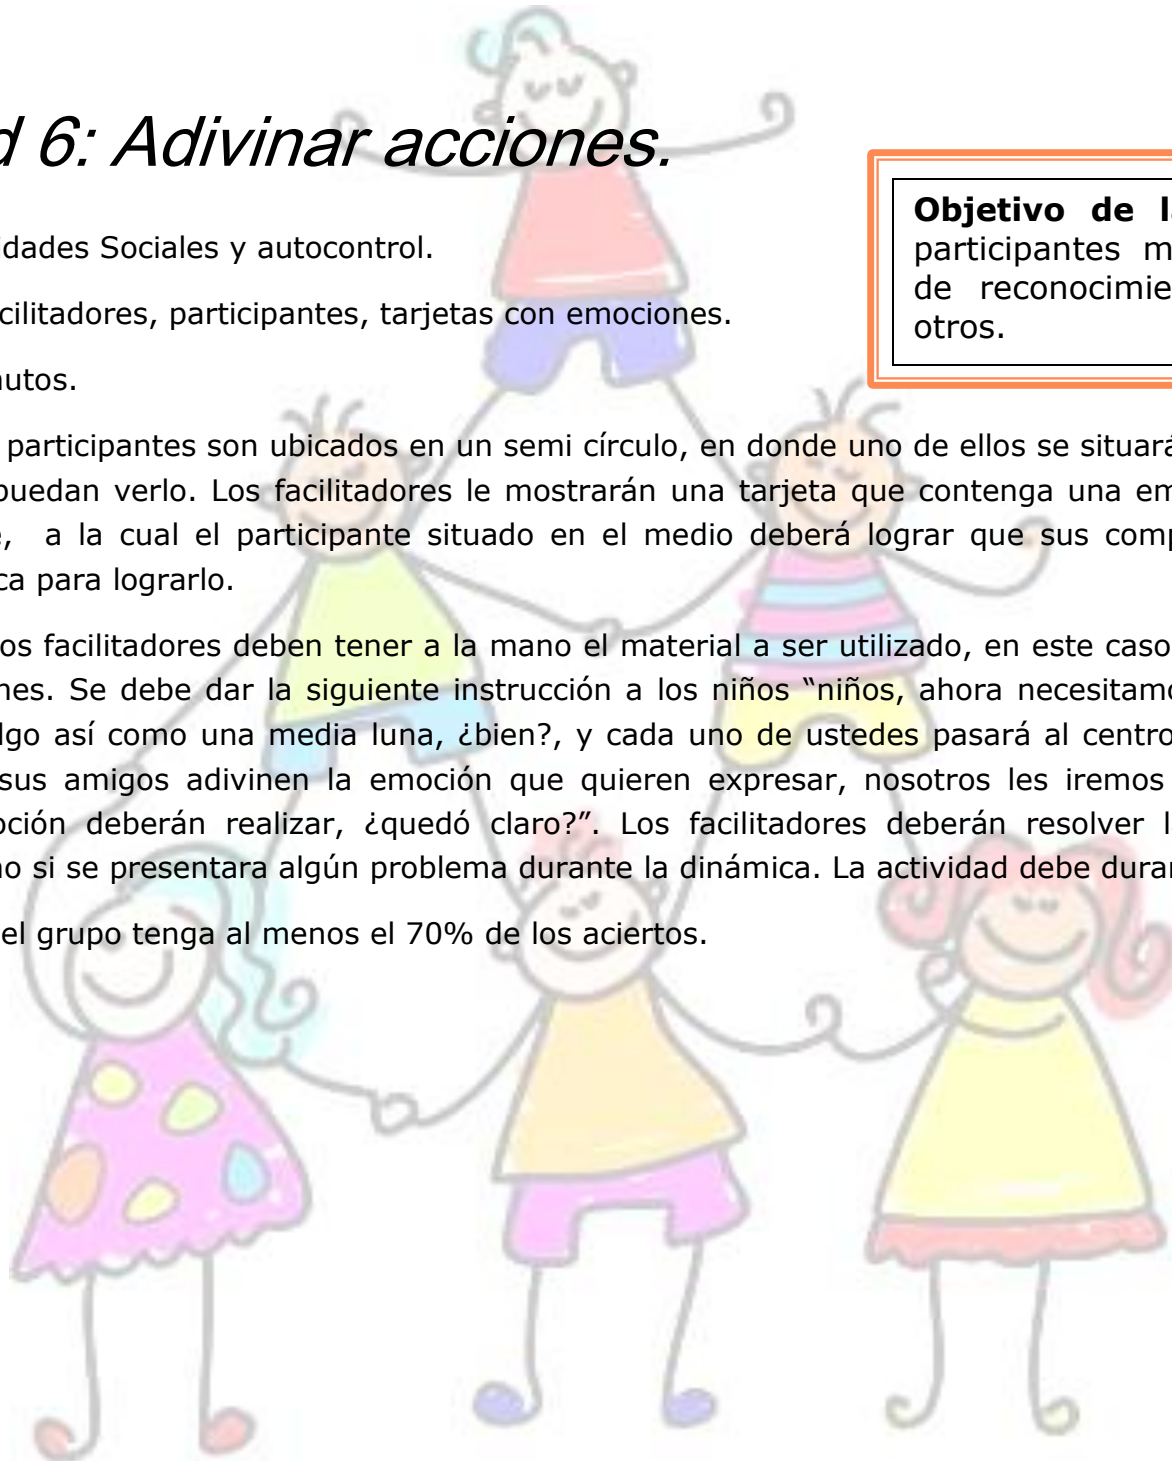 d 6: Adivinar acciones.
Objetivo de l
participantes m
de reconocimie
otros.
idades Sociales y autocontrol.
cilitadores, participantes, tarjetas con emociones.
utos.
participantes son ubicados en un semi círculo, en donde uno de ellos se situará
puedan verlo. Los facilitadores le mostrarán una tarjeta que contenga una em
, a la cual el participante situado en el medio deberá lograr que sus comp
ca para lograrlo.
os facilitadores deben tener a la mano el material a ser utilizado, en este caso
nes. Se debe dar la siguiente instrucción a los niños “niños, ahora necesitamo
lgo así como una media luna, ¿bien?, y cada uno de ustedes pasará al centro
sus amigos adivinen la emoción que quieren expresar, nosotros les iremos
oción deberán realizar, ¿quedó claro?”. Los facilitadores deberán resolver l
no si se presentara algún problema durante la dinámica. La actividad debe durar
el grupo tenga al menos el 70% de los aciertos.